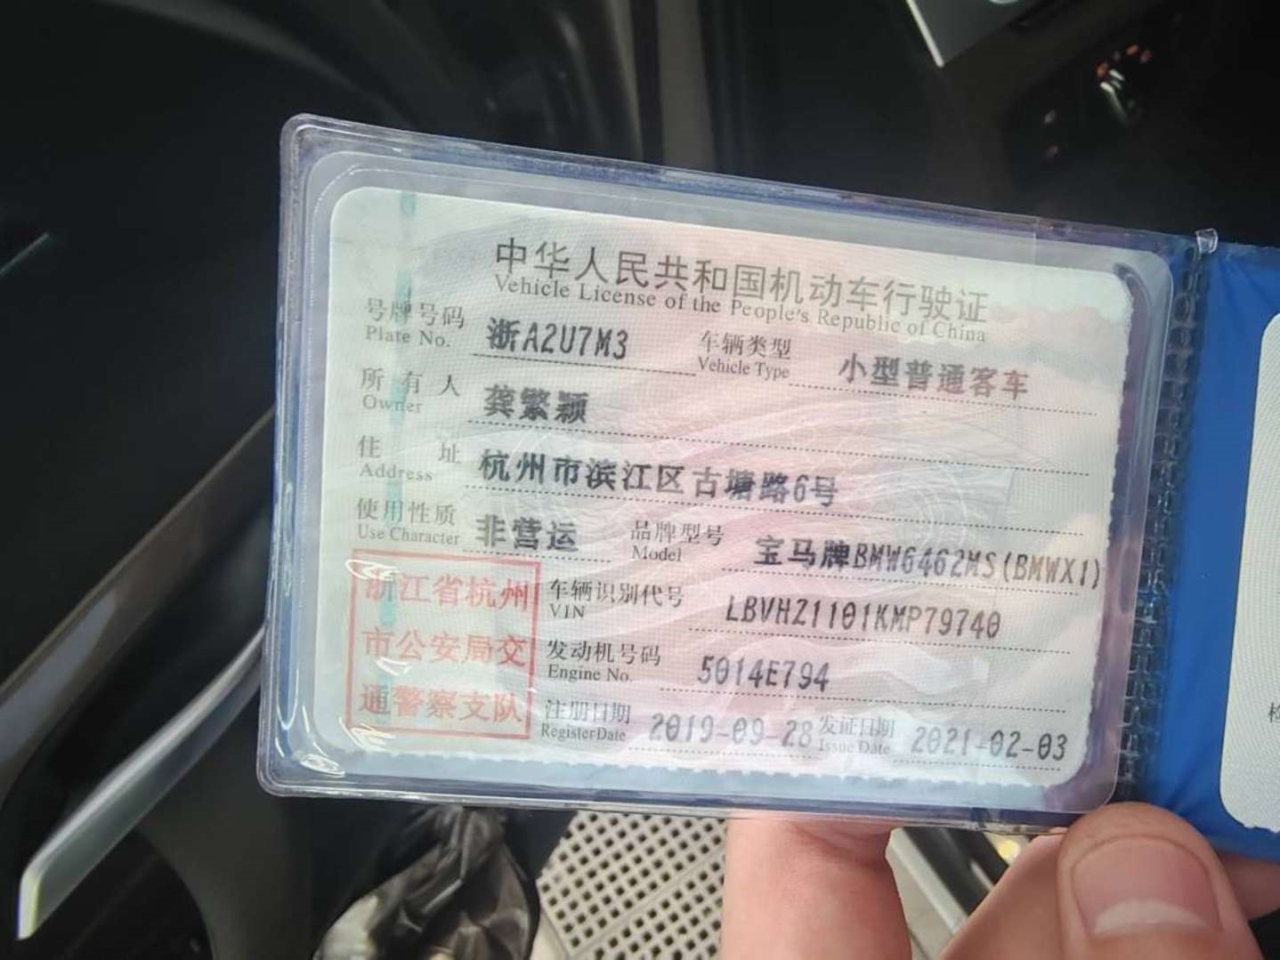 中华人民共和国机动车行驶证
Vehicle License of the People's Republic of China
号牌号码 浙A2U7M3 车辆类型 小型普通客车
Plate No. Vehicle Type
所有人 龚繁颖
Owner
住址 杭州市滨江区古塘路6号
Address
使用性质 非营运 品牌型号 宝马牌BMW6462MS(BMWX1)
Use Character Model
浙江省杭州
市公安局交
通警察支队
车辆识别代号 LBVHZ1101KMP79740
VIN
发动机号码 5014E794
Engine No.
注册日期 2019-09-28 发证日期 2021-02-03
Register Date Issue Date